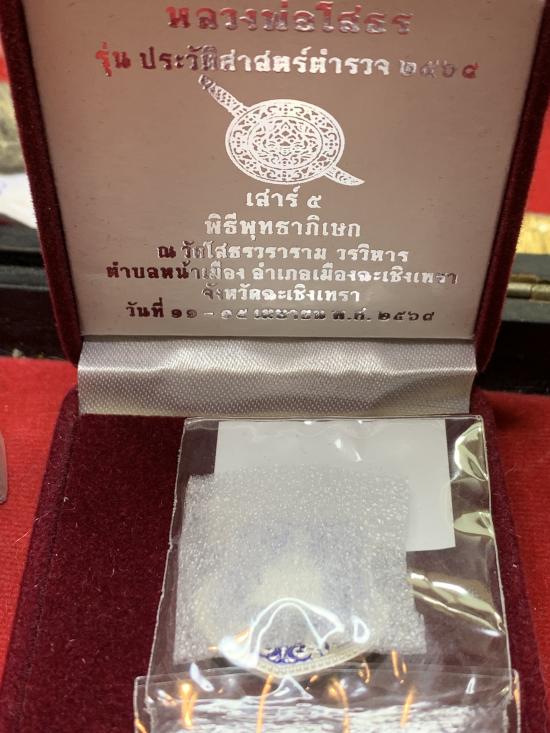 หลวงพ่อโสธร
รุ่น ประวัติศาสตร์ตำรวจ ๒๕๖๙
เสาร์ ๕
พิธีพุทธาภิเษก
ณ วัดโสธรวราราม วรวิหาร
ตำบลหน้าเมือง อำเภอเมืองฉะเชิงเทรา
จังหวัดฉะเชิงเทรา
วันที่ ๑๑ - ๑๕ เมษายน พ.ศ. ๒๕๖๙